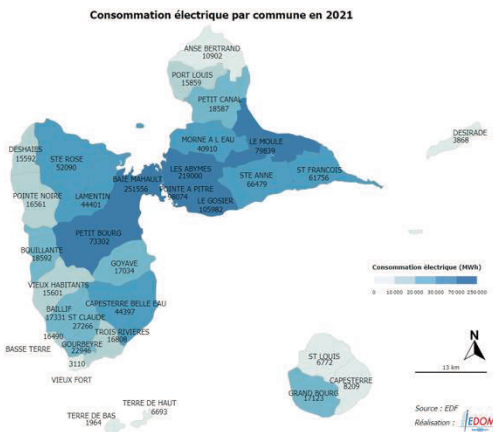 Consommation électrique par commune en 2021
ANSE BERTRAND
10902
PORT LOUIS
15859
PETIT CANAL
18587
MORNE A L EAU
40910
LE MOULE
79839
DESIRADE
3868
DESHAIES
15592
STE ROSE
52090
BAIE MAHAULT
251556
LES ABYMES
219000
POINTE A PITRE
98074
STE ANNE
66479
ST FRANCOIS
61756
LE GOSIER
105982
POINTE NOIRE
16561
LAMENTIN
44401
PETIT BOURG
73302
BOUILLANTE
18592
GOYAVE
17034
VIEUX HABITANTS
15601
CAPESTERRE BELLE EAU
44397
BAILLIF
17331
ST CLAUDE
27266
TROIS RIVIERES
16808
16490
BASSE TERRE
GOURBEYRE
22946
3110
VIEUX FORT
TERRE DE HAUT
6693
TERRE DE BAS
1964
ST LOUIS
6772
CAPESTERRE
8209
GRAND BOURG
17123
Consommation électrique (MWh)
0 10 000 20 000 30 000 70 000 250 000
N
13 km
Source : EDF
Réalisation :